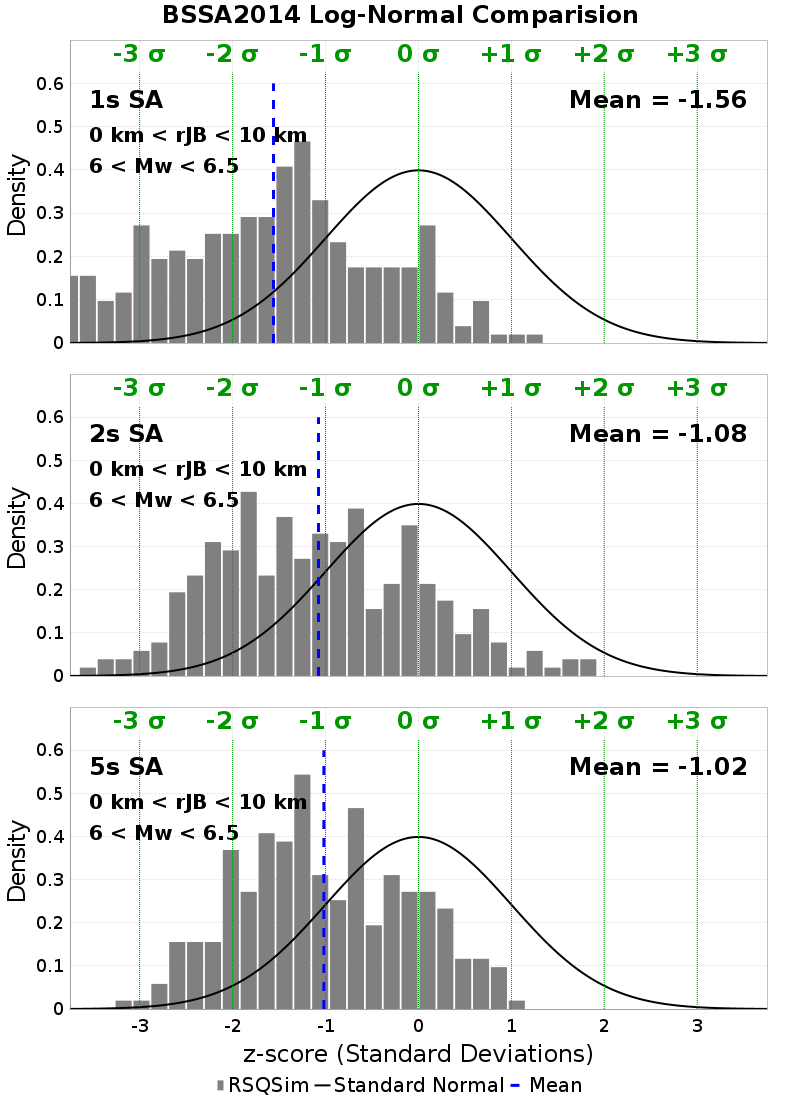 BSSA2014 Log-Normal Comparision
-3 σ -2 σ -1 σ 0 σ +1 σ +2 σ +3 σ
1s SA
Mean = -1.56
0 km < rJB < 10 km
6 < Mw < 6.5
0.6
0.5
0.4
0.3
0.2
0.1
0
Density
-3 σ -2 σ -1 σ 0 σ +1 σ +2 σ +3 σ
2s SA
Mean = -1.08
0 km < rJB < 10 km
6 < Mw < 6.5
0.6
0.5
0.4
0.3
0.2
0.1
0
Density
-3 σ -2 σ -1 σ 0 σ +1 σ +2 σ +3 σ
5s SA
Mean = -1.02
0 km < rJB < 10 km
6 < Mw < 6.5
0.6
0.5
0.4
0.3
0.2
0.1
0
Density
-3 -2 -1 0 1 2 3
z-score (Standard Deviations)
RSQSim Standard Normal Mean